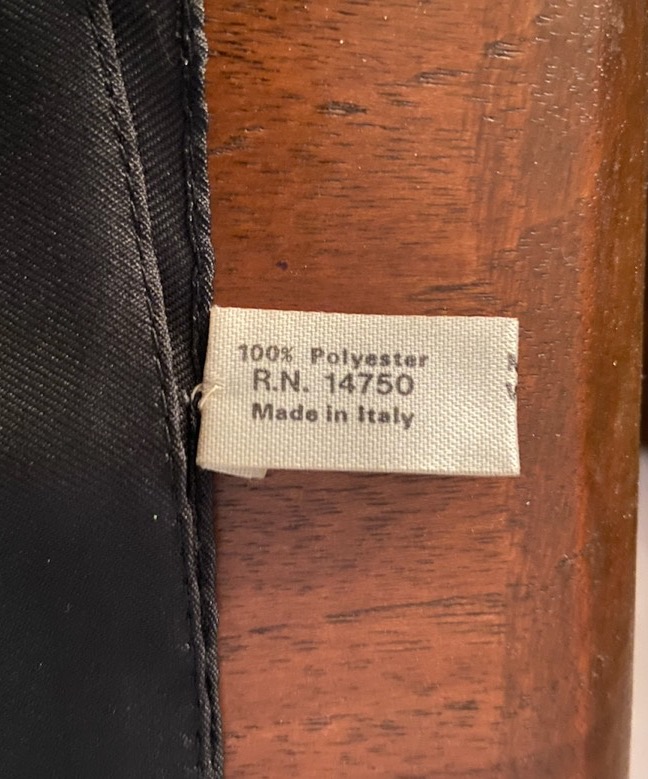 100% Polyester
R.N. 14750
Made in Italy